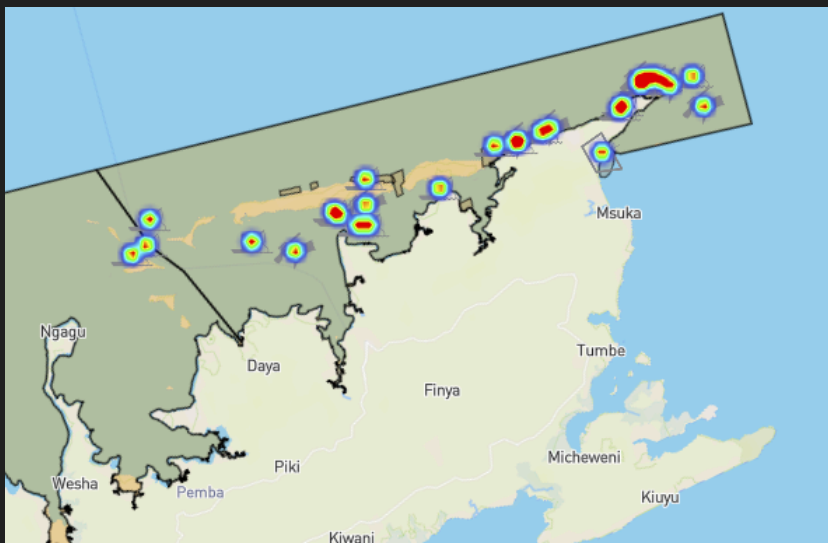 Msuka
Ngagu
Tumbe
Daya
Finya
Micheweni
Piki
Wesha
Pemba
Kiuyu
Kiwani